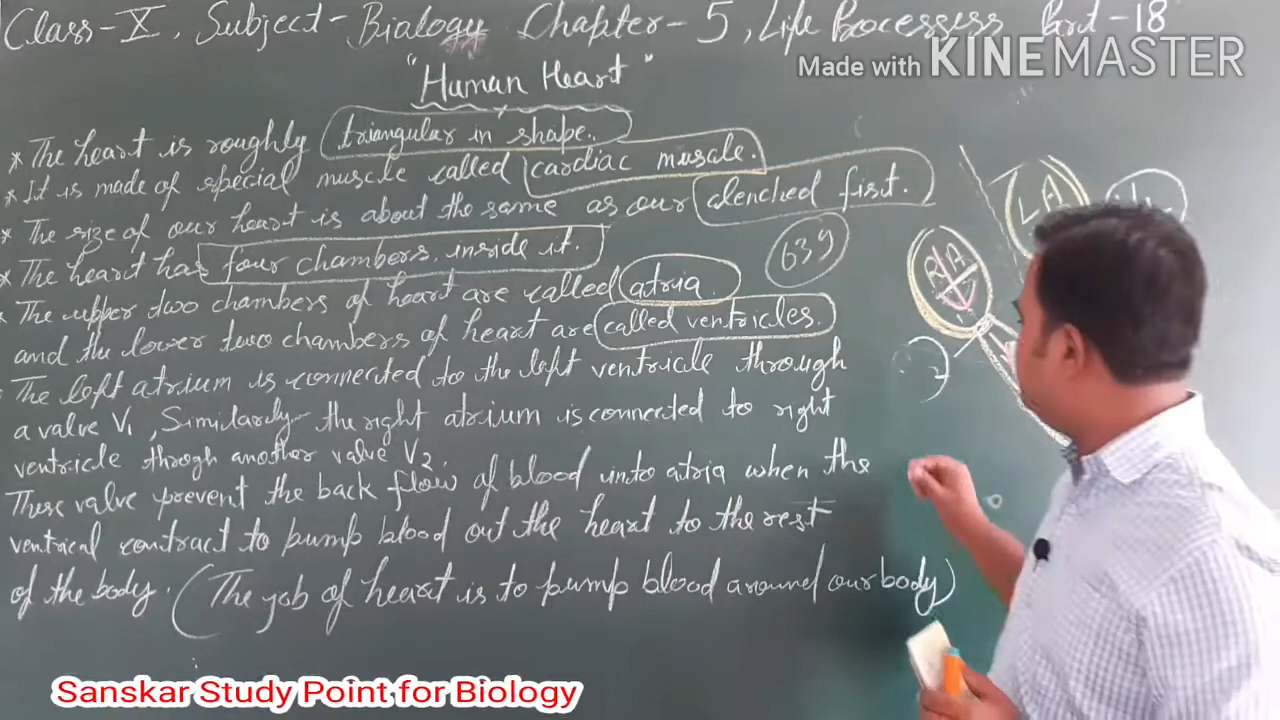 Class-X, Subject-Biology Chapter-5, Life Processess Part-18
Made with KINEMASTER
"Human Heart"
* The heart is roughly triangular in shape.
* It is made of special muscle called cardiac muscle.
* The size of our heart is about the same as our clenched fist.
* The heart has four chambers, inside it.
639
The upper two chambers of heart are called atria.
and the lower two chambers of heart are called ventricles.
The left atrium is connected to the left ventricle through
a valve V1, Similarly the right atrium is connected to right
ventricle throgh another valve V2.
These valve prevent the back flow of blood into atria when the
ventrical contract to pump blood out the heart to the rest
of the body. (The job of heart is to pump blood around our body)
LA
RA
Sanskar Study Point for Biology